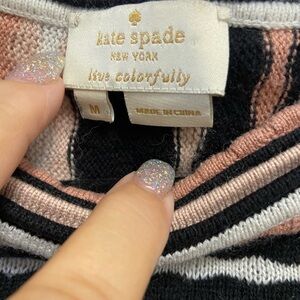 kate spade
NEW YORK
live colorfully
M
MADE IN CHINA